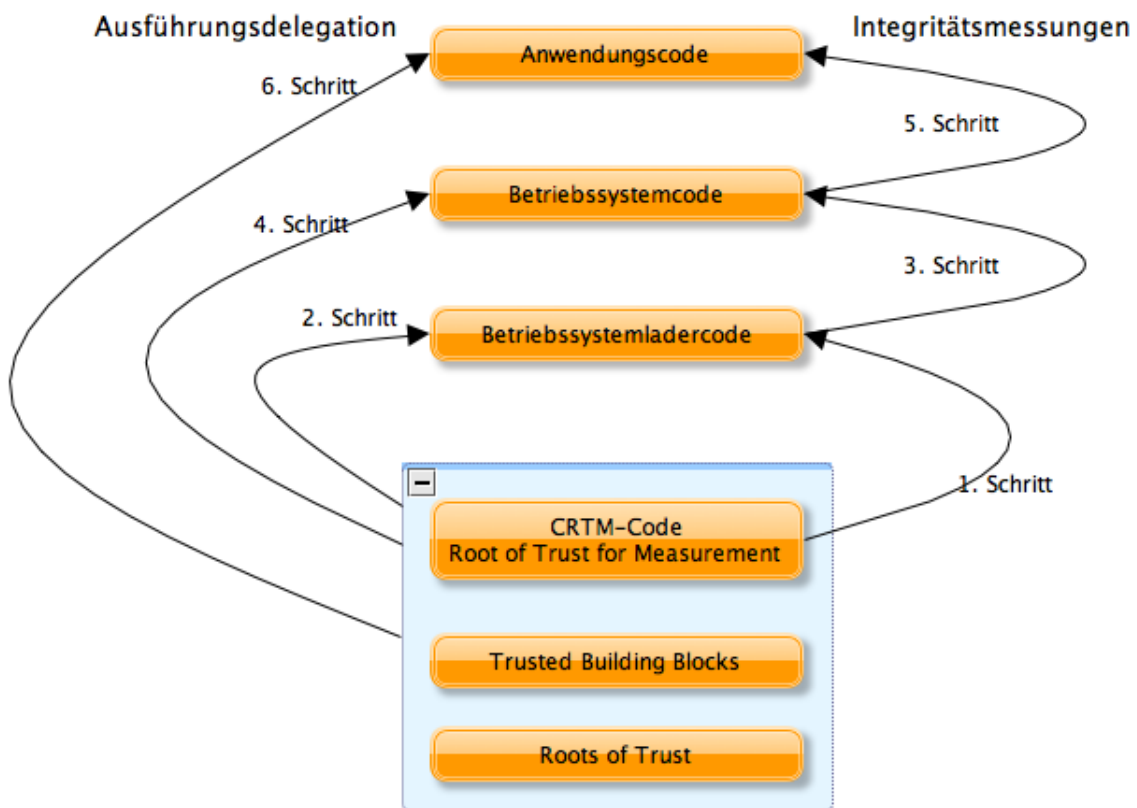 Ausführungsdelegation
Integritätsmessungen
Anwendungscode
6. Schritt
5. Schritt
Betriebssystemcode
4. Schritt
3. Schritt
2. Schritt
Betriebssystemladercode
1. Schritt
CRTM-Code
Root of Trust for Measurement
Trusted Building Blocks
Roots of Trust